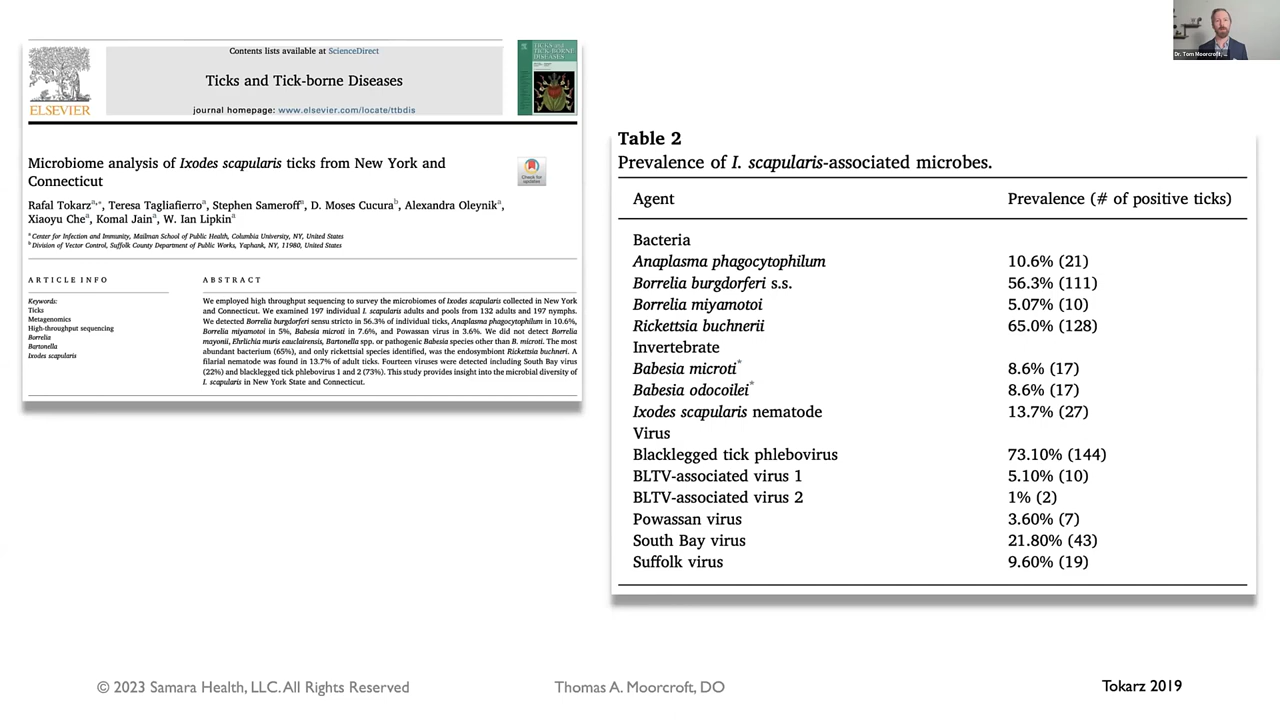 Dr. Tom Moorcroft, ...
Contents lists available at ScienceDirect
Ticks and Tick-borne Diseases
journal homepage: www.elsevier.com/locate/ttbdis
ELSEVIER
TICKS and
TICK-BORNE
DISEASES
Microbiome analysis of Ixodes scapularis ticks from New York and
Connecticut
Check for
updates
Rafal Tokarz^a,*, Teresa Tagliafierro^a, Stephen Sameroff^a, D. Moses Cucura^b, Alexandra Oleynik^a,
Xiaoyu Che^a, Komal Jain^a, W. Ian Lipkin^a
^a Center for Infection and Immunity, Mailman School of Public Health, Columbia University, NY, United States
^b Division of Vector Control, Suffolk County Department of Public Works, Yaphank, NY, 11980, United States
ARTICLE INFO
Keywords:
Ticks
Metagenomics
High-throughput sequencing
Borrelia
Bartonella
Ixodes scapularis
ABSTRACT
We employed high throughput sequencing to survey the microbiomes of Ixodes scapularis collected in New York
and Connecticut. We examined 197 individual I. scapularis adults and pools from 132 adults and 197 nymphs.
We detected Borrelia burgdorferi sensu stricto in 56.3% of individual ticks, Anaplasma phagocytophilum in 10.6%,
Borrelia miyamotoi in 5%, Babesia microti in 7.6%, and Powassan virus in 3.6%. We did not detect Borrelia
mayonii, Ehrlichia muris eauclairensis, Bartonella spp. or pathogenic Babesia species other than B. microti. The most
abundant bacterium (65%), and only rickettsial species identified, was the endosymbiont Rickettsia buchneri. A
filarial nematode was found in 13.7% of adult ticks. Fourteen viruses were detected including South Bay virus
(22%) and blacklegged tick phlebovirus 1 and 2 (73%). This study provides insight into the microbial diversity of
I. scapularis in New York State and Connecticut.
Table 2
Prevalence of I. scapularis-associated microbes.
Agent Prevalence (# of positive ticks)
Bacteria
Anaplasma phagocytophilum 10.6% (21)
Borrelia burgdorferi s.s. 56.3% (111)
Borrelia miyamotoi 5.07% (10)
Rickettsia buchnerii 65.0% (128)
Invertebrate
Babesia microti* 8.6% (17)
Babesia odocoilei* 8.6% (17)
Ixodes scapularis nematode 13.7% (27)
Virus
Blacklegged tick phlebovirus 73.10% (144)
BLTV-associated virus 1 5.10% (10)
BLTV-associated virus 2 1% (2)
Powassan virus 3.60% (7)
South Bay virus 21.80% (43)
Suffolk virus 9.60% (19)
© 2023 Samara Health, LLC. All Rights Reserved
Thomas A. Moorcroft, DO
Tokarz 2019